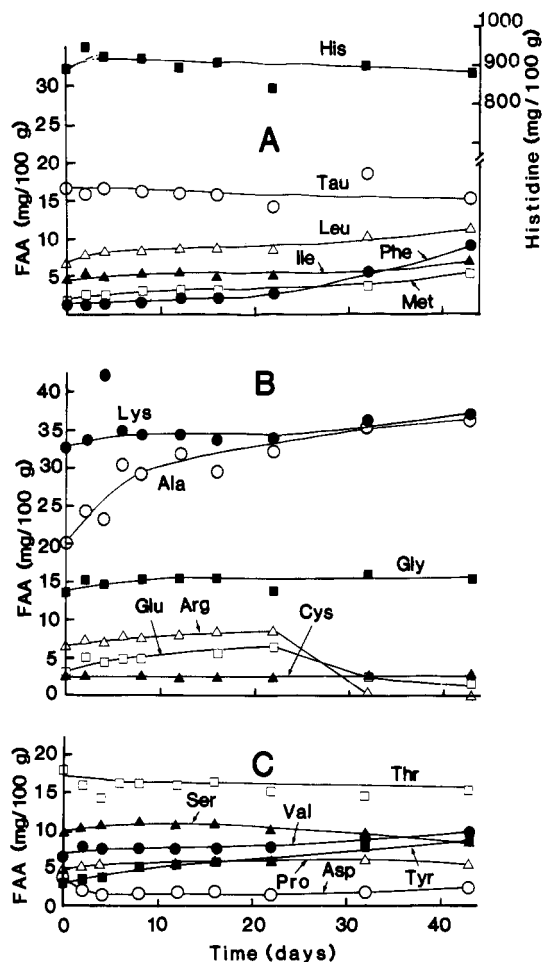 1000
900
800
Histidine (mg/100 g)
FAA (mg/100 g)
30
25
20
15
10
5
0
His
A
Tau
Leu
Ile
Phe
Met
B
FAA (mg/100 g)
40
35
30
25
20
15
10
5
0
Lys
Ala
Gly
Glu
Arg
Cys
C
FAA (mg/100 g)
20
15
10
5
0
Thr
Ser
Val
Pro
Asp
Tyr
0
10
20
30
40
Time (days)